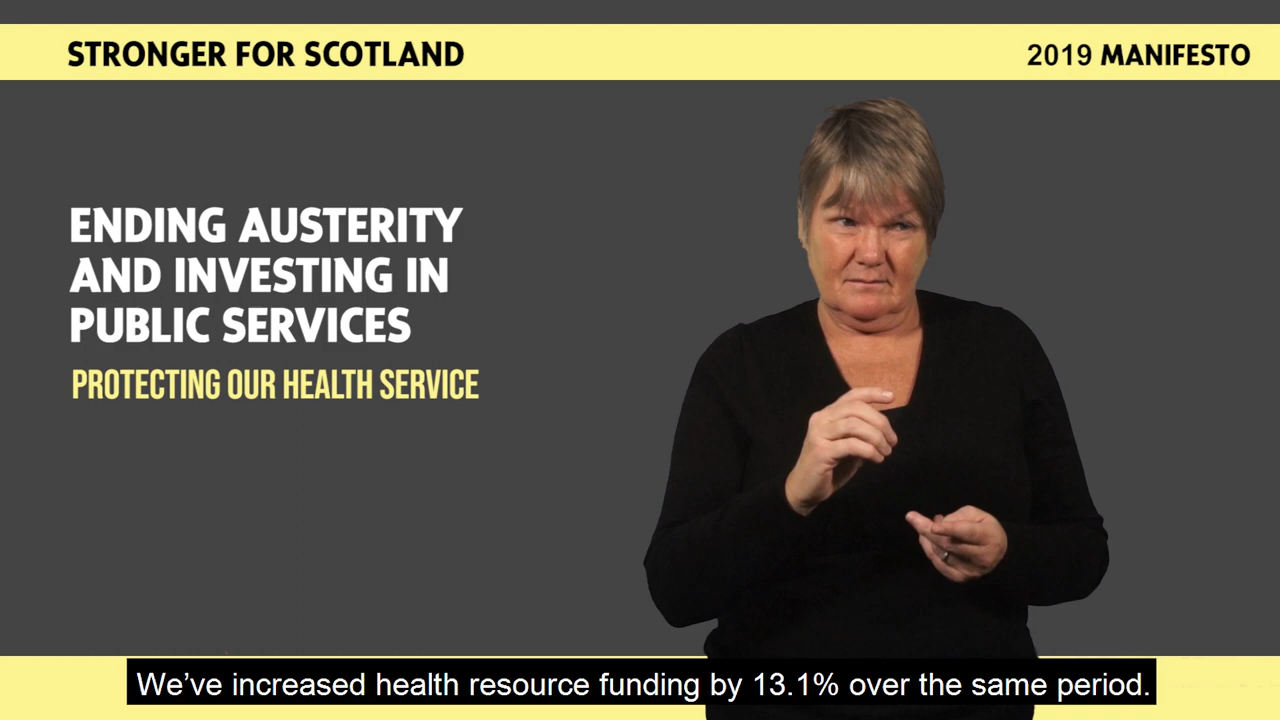 STRONGER FOR SCOTLAND
2019 MANIFESTO
ENDING AUSTERITY
AND INVESTING IN
PUBLIC SERVICES
PROTECTING OUR HEALTH SERVICE
We’ve increased health resource funding by 13.1% over the same period.